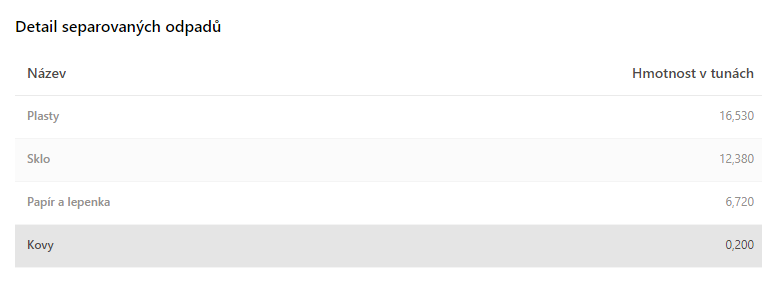 Detail separovaných odpadů
Název Hmotnost v tunách
Plasty 16,530
Sklo 12,380
Papír a lepenka 6,720
Kovy 0,200